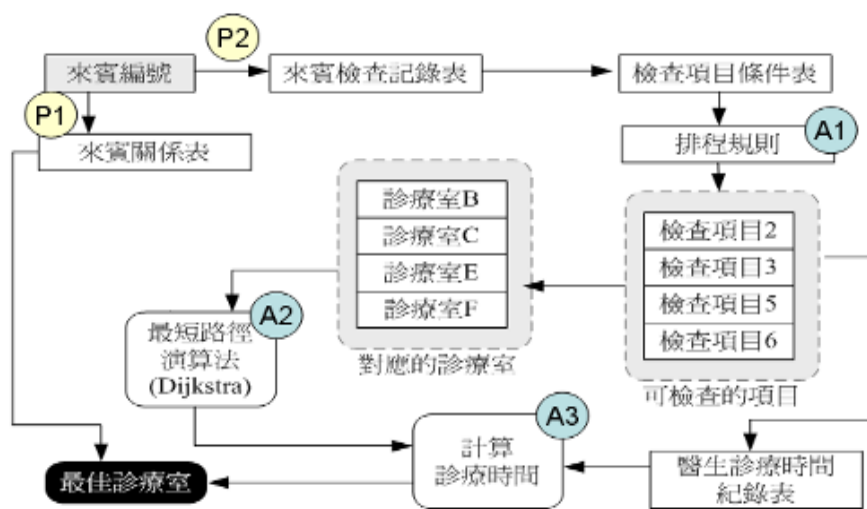 P2
來賓編號
來賓檢查記錄表
檢查項目條件表
P1
來賓關係表
排程規則
A1
診療室B
診療室C
診療室E
診療室F
對應的診療室
檢查項目2
檢查項目3
檢查項目5
檢查項目6
可檢查的項目
A2
最短路徑
演算法
(Dijkstra)
A3
計算
診療時間
醫生診療時間
紀錄表
最佳診療室